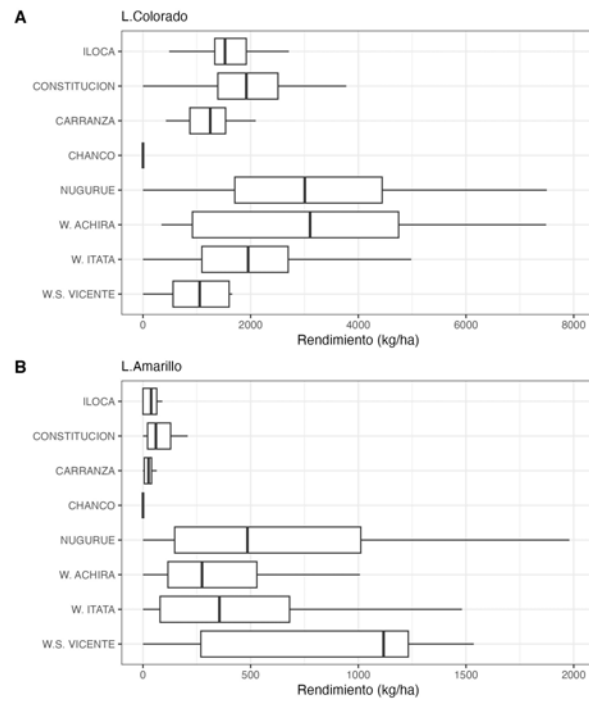 A
L.Colorado
ILOCA
CONSTITUCION
CARRANZA
CHANCO
NUGURUE
W. ACHIRA
W. ITATA
W.S. VICENTE
0 2000 4000 6000 8000
Rendimiento (kg/ha)
B
L.Amarillo
ILOCA
CONSTITUCION
CARRANZA
CHANCO
NUGURUE
W. ACHIRA
W. ITATA
W.S. VICENTE
0 500 1000 1500 2000
Rendimiento (kg/ha)